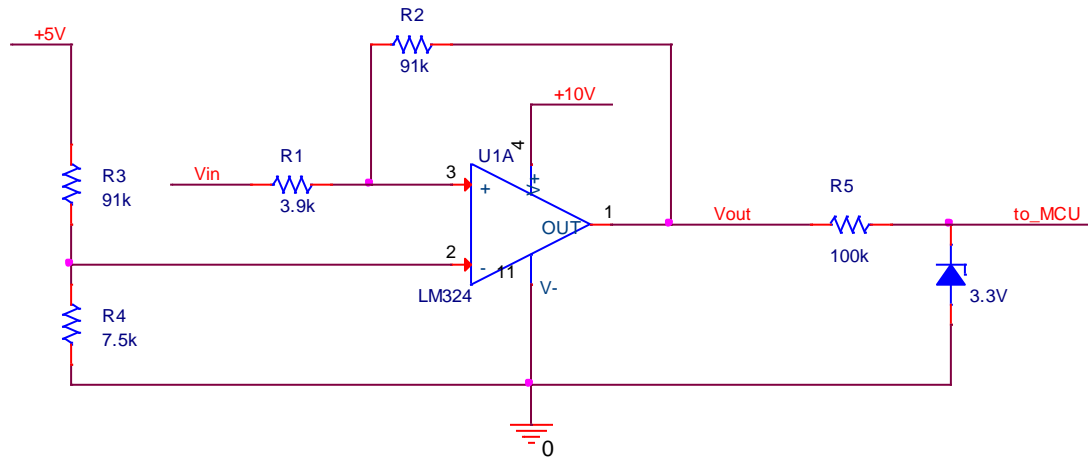 R2
+5V
91k
+10V
4
U1A
R1
3
V+
Vin
+
R3
R5
3.9k
91k
1
Vout
to_MCU
OUT
2
100k
-
11
LM324
V-
3.3V
R4
7.5k
0